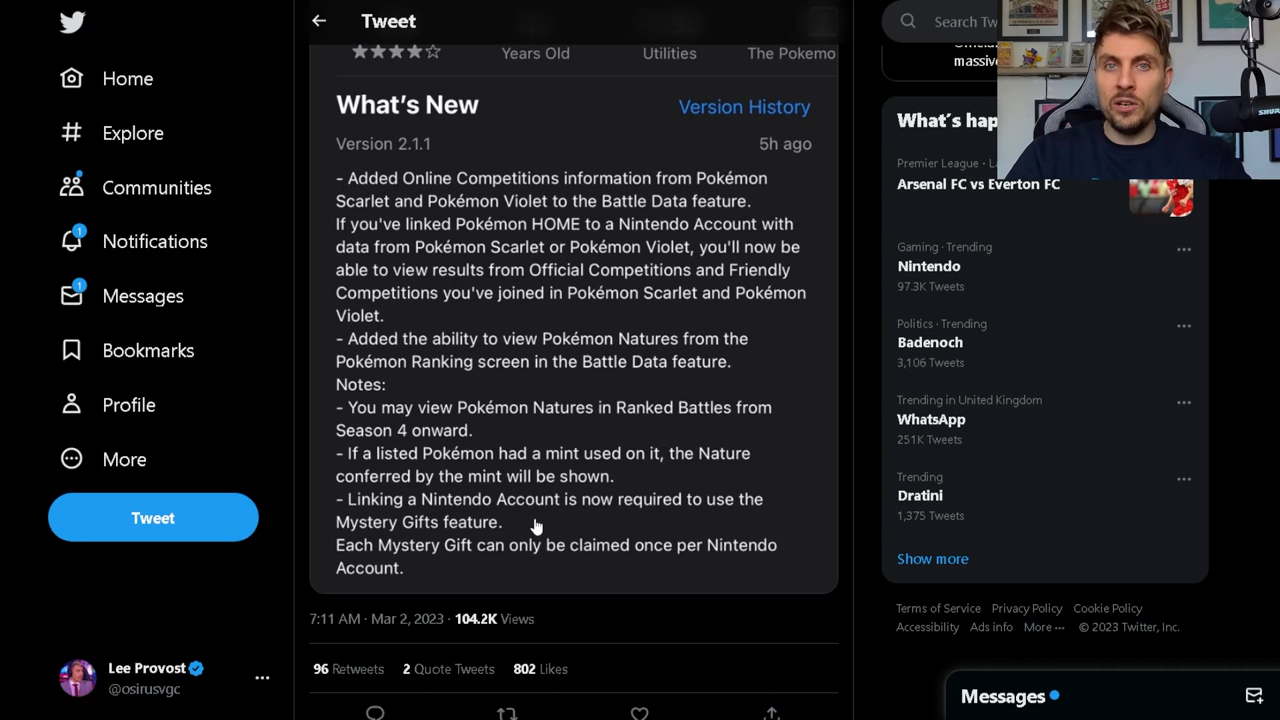 Home
Explore
Communities
1
Notifications
1
Messages
Bookmarks
Profile
More
Tweet
Lee Provost
@osirusvgc
Tweet
Years Old
Utilities
The Pokemo
What's New
Version History
Version 2.1.1
5h ago
- Added Online Competitions information from Pokémon
Scarlet and Pokémon Violet to the Battle Data feature.
If you've linked Pokémon HOME to a Nintendo Account with
data from Pokémon Scarlet or Pokémon Violet, you'll now be
able to view results from Official Competitions and Friendly
Competitions you've joined in Pokémon Scarlet and Pokémon
Violet.
- Added the ability to view Pokémon Natures from the
Pokémon Ranking screen in the Battle Data feature.
Notes:
- You may view Pokémon Natures in Ranked Battles from
Season 4 onward.
- If a listed Pokémon had a mint used on it, the Nature
conferred by the mint will be shown.
- Linking a Nintendo Account is now required to use the
Mystery Gifts feature.
Each Mystery Gift can only be claimed once per Nintendo
Account.
7:11 AM · Mar 2, 2023 · 104.2K Views
96 Retweets 2 Quote Tweets 802 Likes
Search Tw
massiv
What's hap
Premier League · L
Arsenal FC vs Everton FC
Gaming · Trending
Nintendo
97.3K Tweets
Politics · Trending
Badenoch
3,106 Tweets
Trending in United Kingdom
WhatsApp
251K Tweets
Trending
Dratini
1,375 Tweets
Show more
Terms of Service Privacy Policy Cookie Policy
Accessibility Ads info More ··· © 2023 Twitter, Inc.
Messages
SHUR